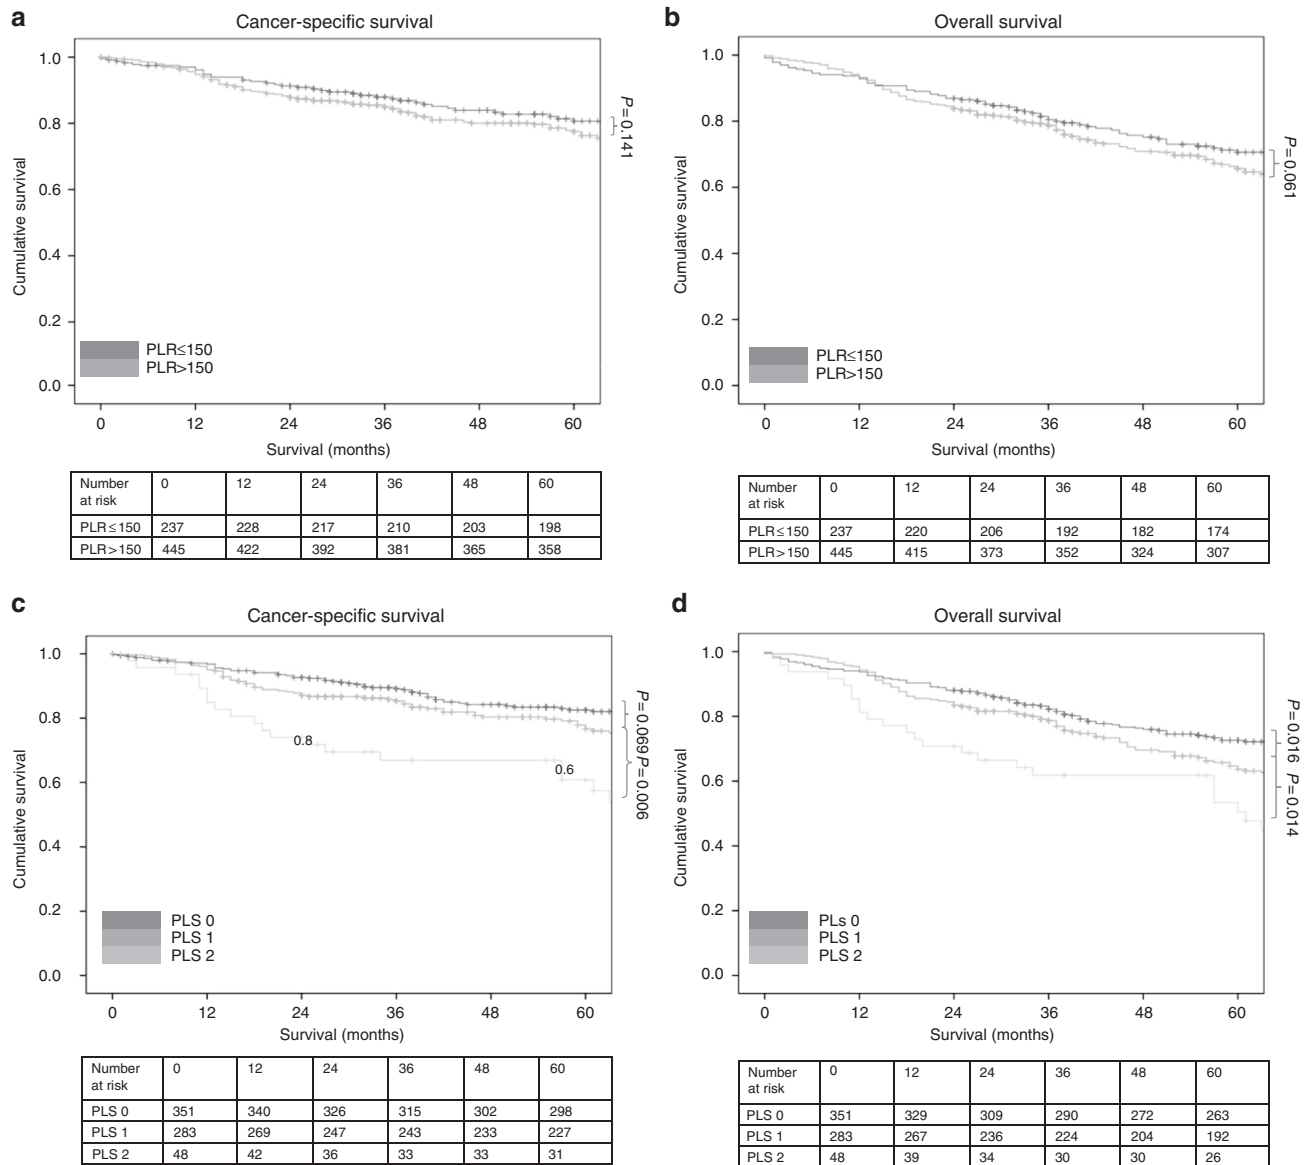 a
Cancer-specific survival
1.0
0.8
0.6
0.4
0.2
0.0
Cumulative survival
P=0.141
PLR≤150
PLR>150
0 12 24 36 48 60
Survival (months)
Number at risk 0 12 24 36 48 60
PLR≤150 237 228 217 210 203 198
PLR>150 445 422 392 381 365 358
b
Overall survival
1.0
0.8
0.6
0.4
0.2
0.0
Cumulative survival
P=0.061
PLR≤150
PLR>150
0 12 24 36 48 60
Survival (months)
Number at risk 0 12 24 36 48 60
PLR≤150 237 220 206 192 182 174
PLR>150 445 415 373 352 324 307
c
Cancer-specific survival
1.0
0.8
0.6
0.4
0.2
0.0
Cumulative survival
0.8
0.6
P=0.069 P=0.006
PLS 0
PLS 1
PLS 2
0 12 24 36 48 60
Survival (months)
Number at risk 0 12 24 36 48 60
PLS 0 351 340 326 315 302 298
PLS 1 283 269 247 243 233 227
PLS 2 48 42 36 33 33 31
d
Overall survival
1.0
0.8
0.6
0.4
0.2
0.0
Cumulative survival
P=0.016 P=0.014
PLs 0
PLS 1
PLS 2
0 12 24 36 48 60
Survival (months)
Number at risk 0 12 24 36 48 60
PLS 0 351 329 309 290 272 263
PLS 1 283 267 236 224 204 192
PLS 2 48 39 34 30 30 26